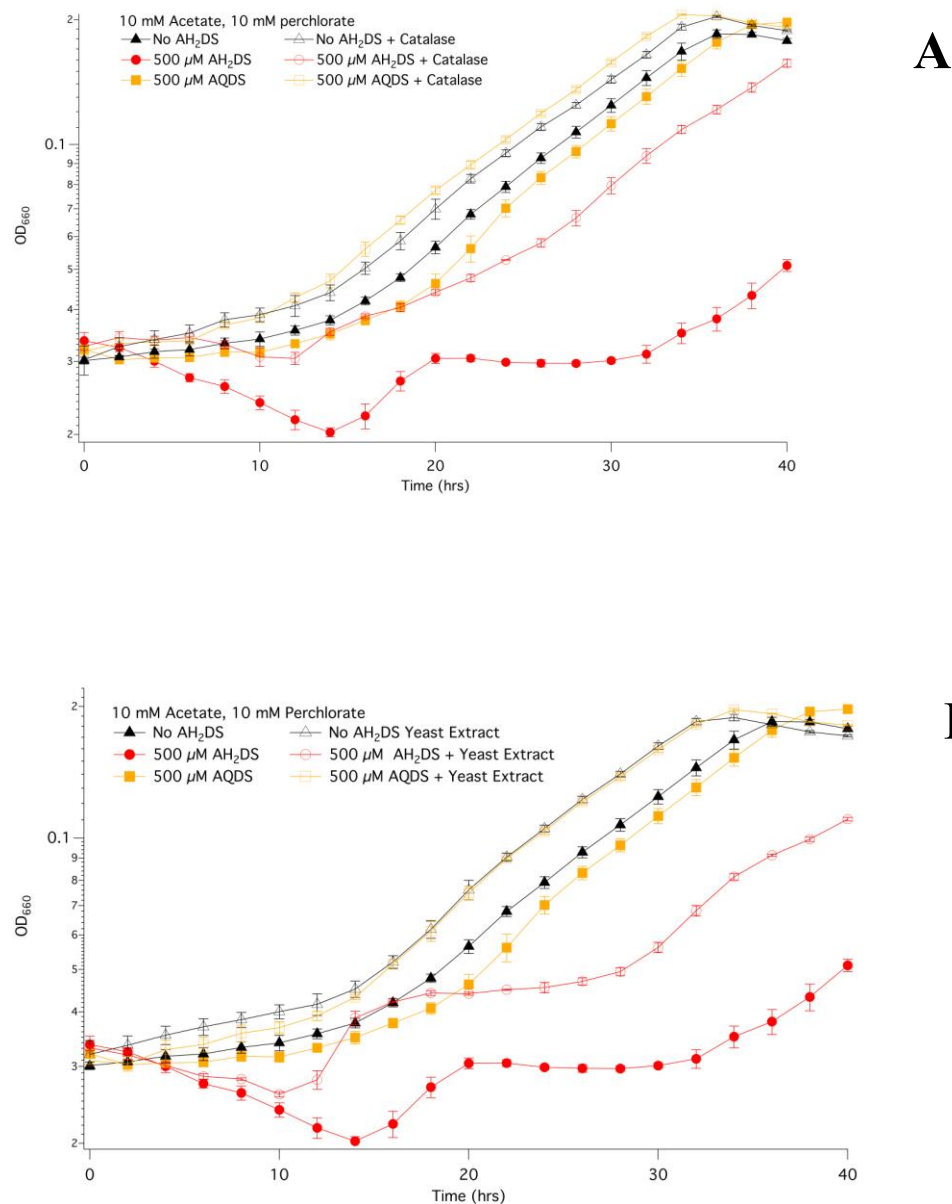 10 mM Acetate, 10 mM perchlorate
No AH₂DS
No AH₂DS + Catalase
500 µM AH₂DS
500 µM AH₂DS + Catalase
500 µM AQDS
500 µM AQDS + Catalase
A
2
0.1
9
8
7
6
5
4
3
2
OD₆₆₀
0 10 20 30 40
Time (hrs)
10 mM Acetate, 10 mM Perchlorate
No AH₂DS
No AH₂DS Yeast Extract
500 µM AH₂DS
500 µM AH₂DS + Yeast Extract
500 µM AQDS
500 µM AQDS + Yeast Extract
2
0.1
9
8
7
6
5
4
3
2
OD₆₆₀
0 10 20 30 40
Time (hrs)